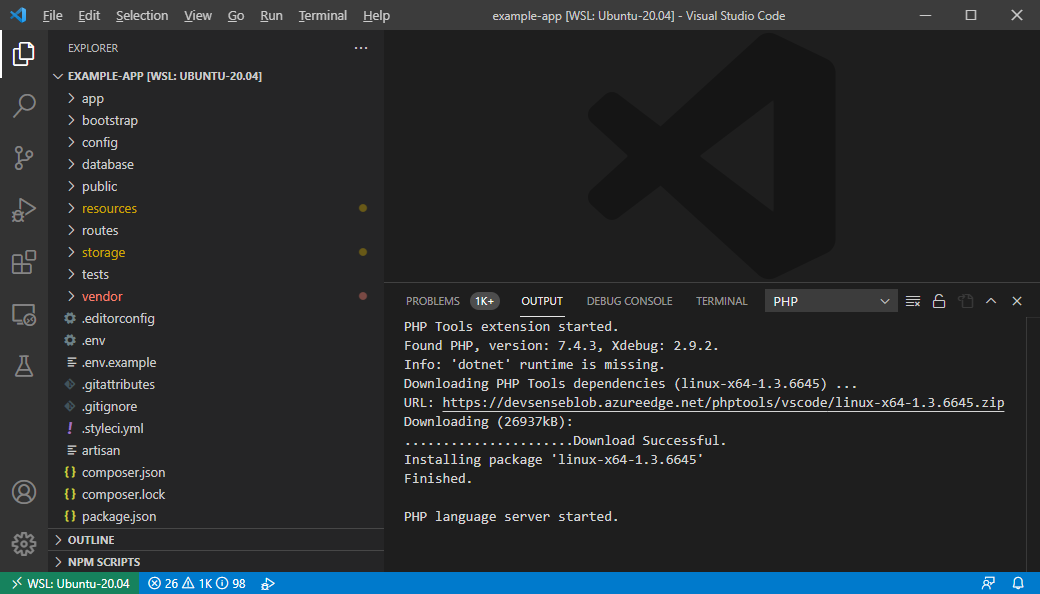 File Edit Selection View Go Run Terminal Help
example-app [WSL: Ubuntu-20.04] - Visual Studio Code
EXPLORER
EXAMPLE-APP [WSL: UBUNTU-20.04]
app
bootstrap
config
database
public
resources
routes
storage
tests
vendor
.editorconfig
.env
.env.example
.gitattributes
.gitignore
.styleci.yml
artisan
composer.json
composer.lock
package.json
OUTLINE
NPM SCRIPTS
PROBLEMS 1K+ OUTPUT DEBUG CONSOLE TERMINAL PHP
PHP Tools extension started.
Found PHP, version: 7.4.3, Xdebug: 2.9.2.
Info: 'dotnet' runtime is missing.
Downloading PHP Tools dependencies (linux-x64-1.3.6645) ...
URL: https://devsenseblob.azureedge.net/phptools/vscode/linux-x64-1.3.6645.zip
Downloading (26937kB):
......................Download Successful.
Installing package 'linux-x64-1.3.6645'
Finished.
PHP language server started.
WSL: Ubuntu-20.04 26 1K 98